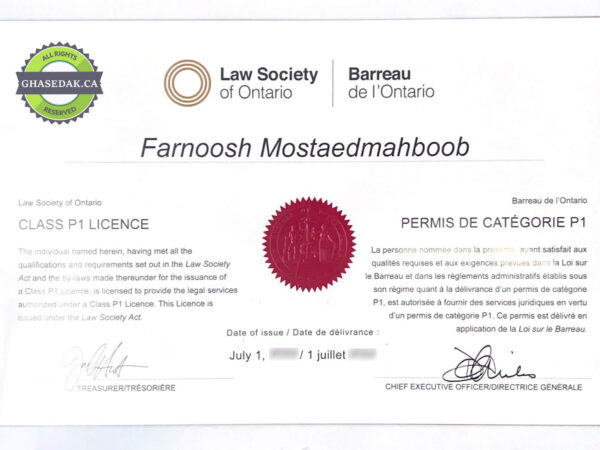 ALL RIGHTS
GHASEDAK.CA
RESERVED
Law Society
of Ontario
Barreau
de l'Ontario
Farnoosh Mostaedmahboob
Law Society of Ontario
CLASS P1 LICENCE
The individual named herein, having met all the
qualifications and requirements set out in the Law Society
Act and the by-laws made thereunder for the issuance of
a Class P1 Licence, is licensed to provide the legal services
authorized under a Class P1 Licence. This Licence is
issued under the Law Society Act.
Barreau de l'Ontario
PERMIS DE CATÉGORIE P1
La personne nommée dans la présente, ayant satisfait aux
qualités requises et aux exigences prévues dans la Loi sur
le Barreau et dans les règlements administratifs établis sous
son régime quant à la délivrance d'un permis de catégorie
P1, est autorisée à fournir des services juridiques en vertu
d'un permis de catégorie P1. Ce permis est délivré en
application de la Loi sur le Barreau.
Date of issue / Date de délivrance :
July 1, / 1 juillet
TREASURER/TRÉSORIÈRE
CHIEF EXECUTIVE OFFICER/DIRECTRICE GÉNÉRALE